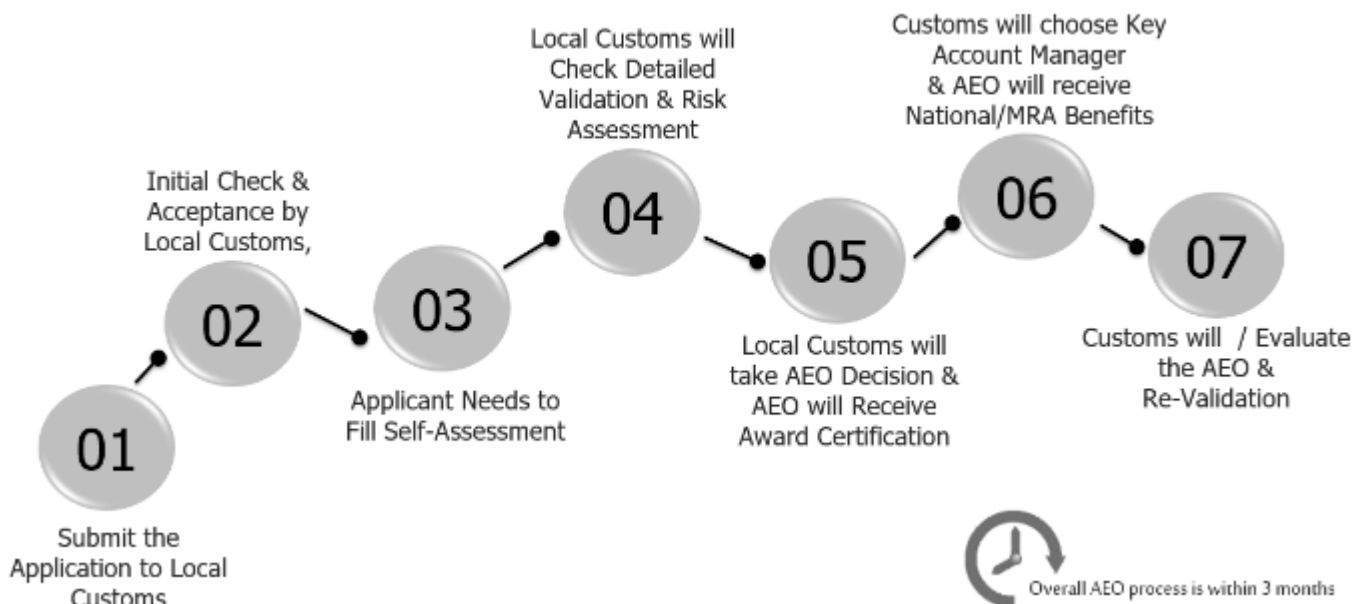 01
Submit the
Application to Local
Customs
02
Initial Check &
Acceptance by
Local Customs,
03
Applicant Needs to
Fill Self-Assessment
04
Local Customs will
Check Detailed
Validation & Risk
Assessment
05
Local Customs will
take AEO Decision &
AEO will Receive
Award Certification
06
Customs will choose Key
Account Manager
& AEO will receive
National/MRA Benefits
07
Customs will / Evaluate
the AEO &
Re-Validation
Overall AEO process is within 3 months